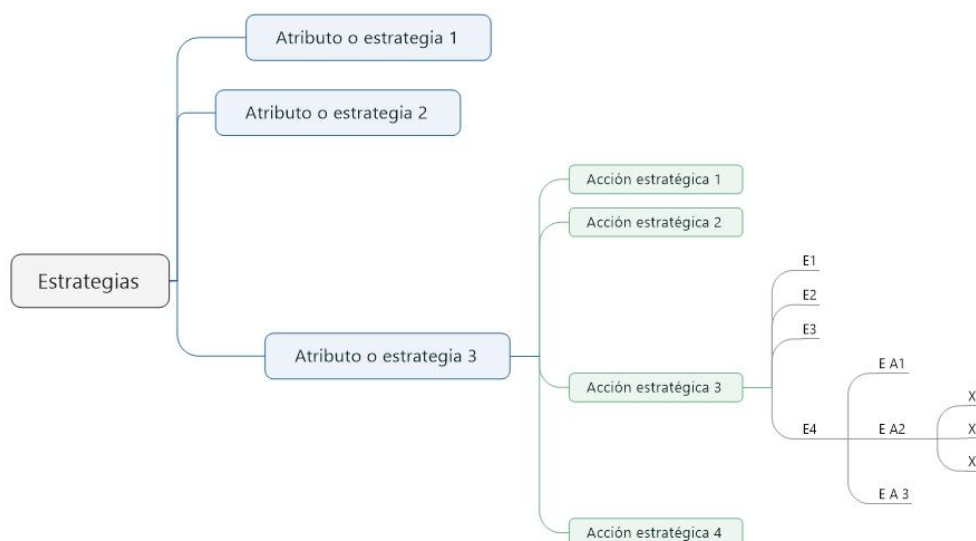 Estrategias
Atributo o estrategia 1
Atributo o estrategia 2
Atributo o estrategia 3
Acción estratégica 1
Acción estratégica 2
Acción estratégica 3
Acción estratégica 4
E1
E2
E3
E4
E A1
E A2
E A 3
X
X
X